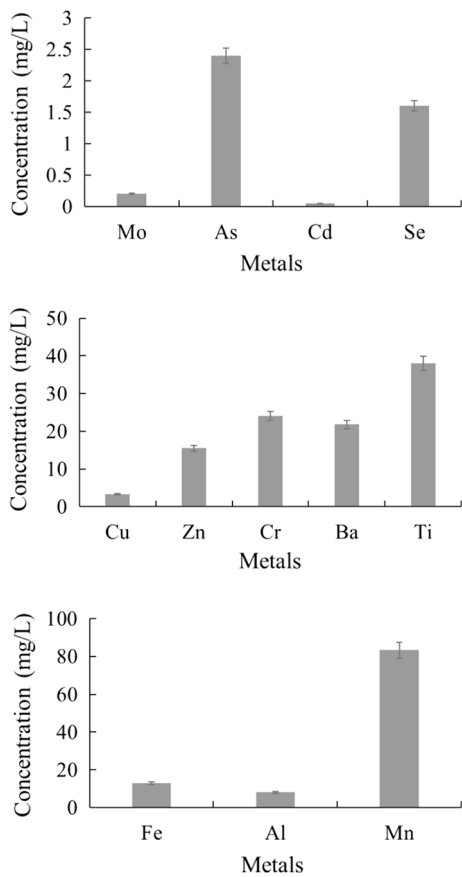 Concentration (mg/L)
3
2.5
2
1.5
1
0.5
0
Mo As Cd Se
Metals
Concentration (mg/L)
50
40
30
20
10
0
Cu Zn Cr Ba Ti
Metals
Concentration (mg/L)
100
80
60
40
20
0
Fe Al Mn
Metals